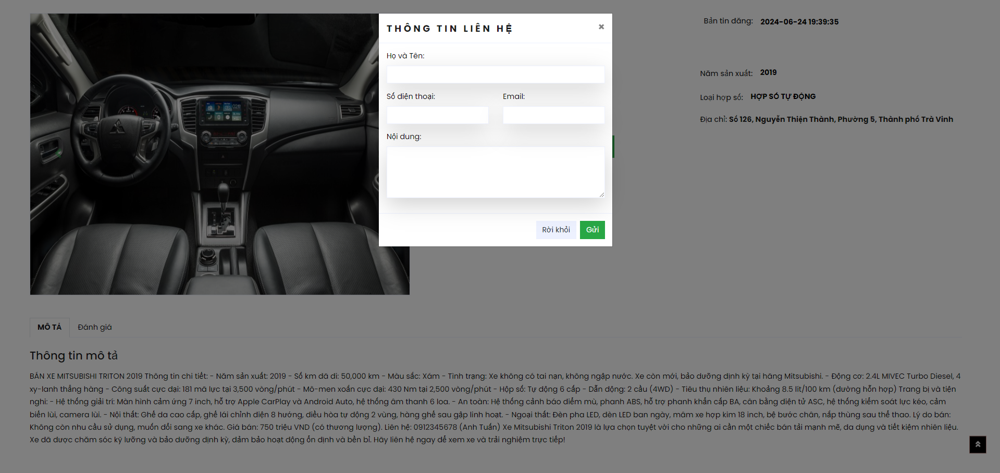 THÔNG TIN LIÊN HỆ
×
Họ và Tên:
Số điện thoại:
Email:
Nội dung:
Rời khỏi
Gửi
Bản tin đăng: 2024-06-24 19:39:35
Năm sản xuất: 2019
Loại hợp số: HỢP SỐ TỰ ĐỘNG
Địa chỉ: Số 126, Nguyễn Thiện Thành, Phường 5, Thành phố Trà Vinh
MÔ TẢ
Đánh giá
Thông tin mô tả
BÁN XE MITSUBISHI TRITON 2019 Thông tin chi tiết: - Năm sản xuất: 2019 - Số km đã đi: 50,000 km - Màu sắc: Xám - Tình trạng: Xe không có tai nạn, không ngập nước. Xe còn mới, bảo dưỡng định kỳ tại hãng Mitsubishi. - Động cơ: 2.4L MIVEC Turbo Diesel, 4
xy-lanh thẳng hàng - Công suất cực đại: 181 mã lực tại 3,500 vòng/phút - Mô-men xoắn cực đại: 430 Nm tại 2,500 vòng/phút - Hộp số: Tự động 6 cấp - Dẫn động: 2 cầu (4WD) - Tiêu thụ nhiên liệu: Khoảng 8.5 lít/100 km (đường hỗn hợp) Trang bị và tiện
nghi: - Hệ thống giải trí: Màn hình cảm ứng 7 inch, hỗ trợ Apple CarPlay và Android Auto, hệ thống âm thanh 6 loa. - An toàn: Hệ thống cảnh báo điểm mù, phanh ABS, hỗ trợ phanh khẩn cấp BA, cân bằng điện tử ASC, hệ thống kiểm soát lực kéo, cảm
biến lùi, camera lùi. - Nội thất: Ghế da cao cấp, ghế lái chỉnh điện 8 hướng, điều hòa tự động 2 vùng, hàng ghế sau gập linh hoạt. - Ngoại thất: Đèn pha LED, đèn LED ban ngày, mâm xe hợp kim 18 inch, bệ bước chân, nắp thùng sau thể thao. Lý do bán:
Không còn nhu cầu sử dụng, muốn đổi sang xe khác. Giá bán: 750 triệu VND (có thương lượng). Liên hệ: 0912345678 (Anh Tuấn) Xe Mitsubishi Triton 2019 là lựa chọn tuyệt vời cho những ai cần một chiếc bán tải mạnh mẽ, đa dụng và tiết kiệm nhiên liệu.
Xe đã được chăm sóc kỹ lưỡng và bảo dưỡng định kỳ, đảm bảo hoạt động ổn định và bền bỉ. Hãy liên hệ ngay để xem xe và trải nghiệm trực tiếp!